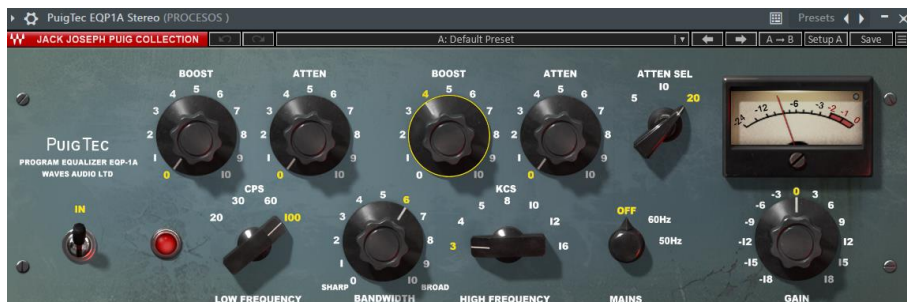 PuigTec EQP1A Stereo (PROCESOS )
Presets
JACK JOSEPH PUIG COLLECTION
A: Default Preset
A→B
Setup A
Save
BOOST
ATTEN
BOOST
ATTEN
ATTEN SEL
0 1 2 3 4 5 6 7 8 9 10
0 1 2 3 4 5 6 7 8 9 10
0 1 2 3 4 5 6 7 8 9 10
0 1 2 3 4 5 6 7 8 9 10
5 10 20
-24 -12 -6 -3 -2 -1 0
PUIGTEC
PROGRAM EQUALIZER EQP-1A
WAVES AUDIO LTD
IN
CPS
20 30 60 100
0 1 2 3 4 5 6 7 8 9 10
SHARP
BROAD
KCS
3 4 5 8 10 12 16
OFF
60Hz
50Hz
-18 -15 -12 -9 -6 -3 0 3 6 9 12 15 18
LOW FREQUENCY
BANDWIDTH
HIGH FREQUENCY
MAINS
GAIN